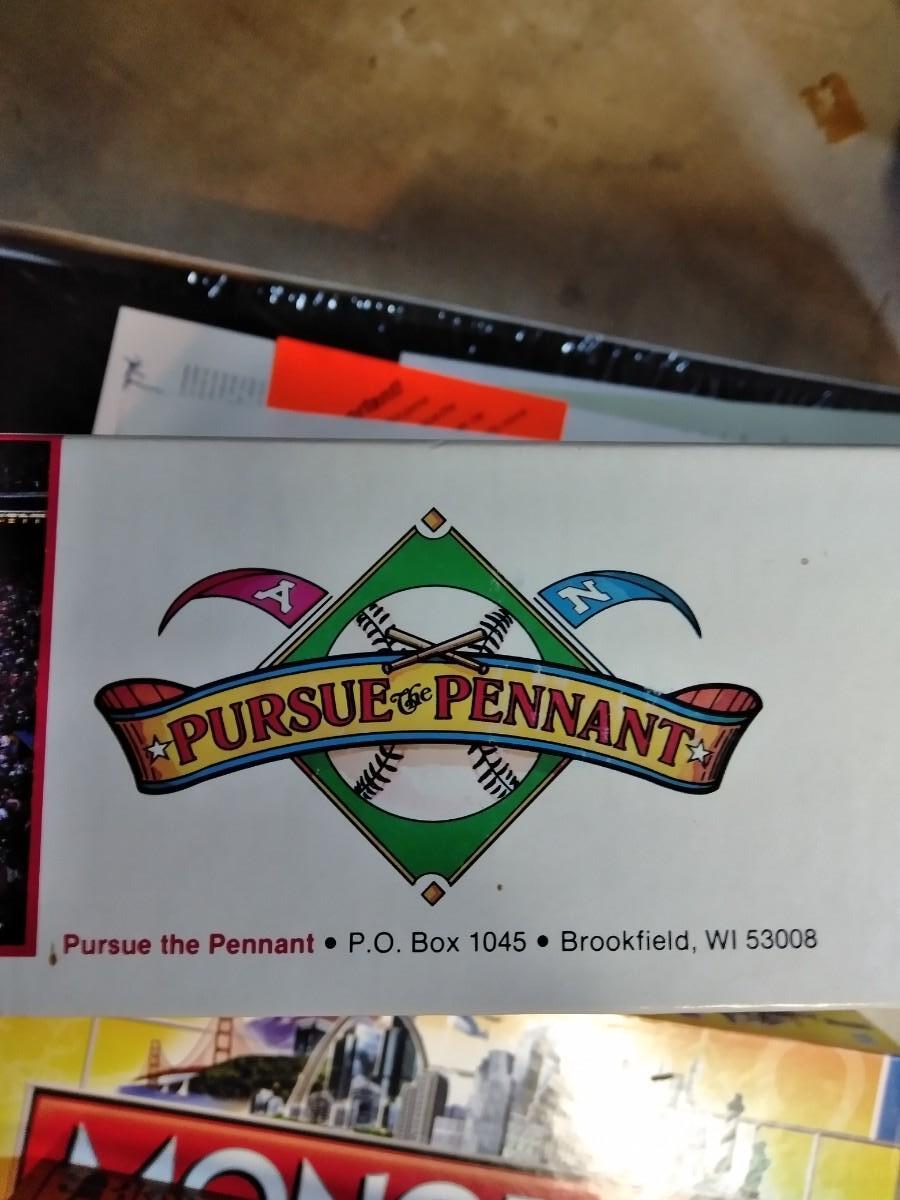 A
N
PURSUE The PENNANT
Pursue the Pennant • P.O. Box 1045 • Brookfield, WI 53008